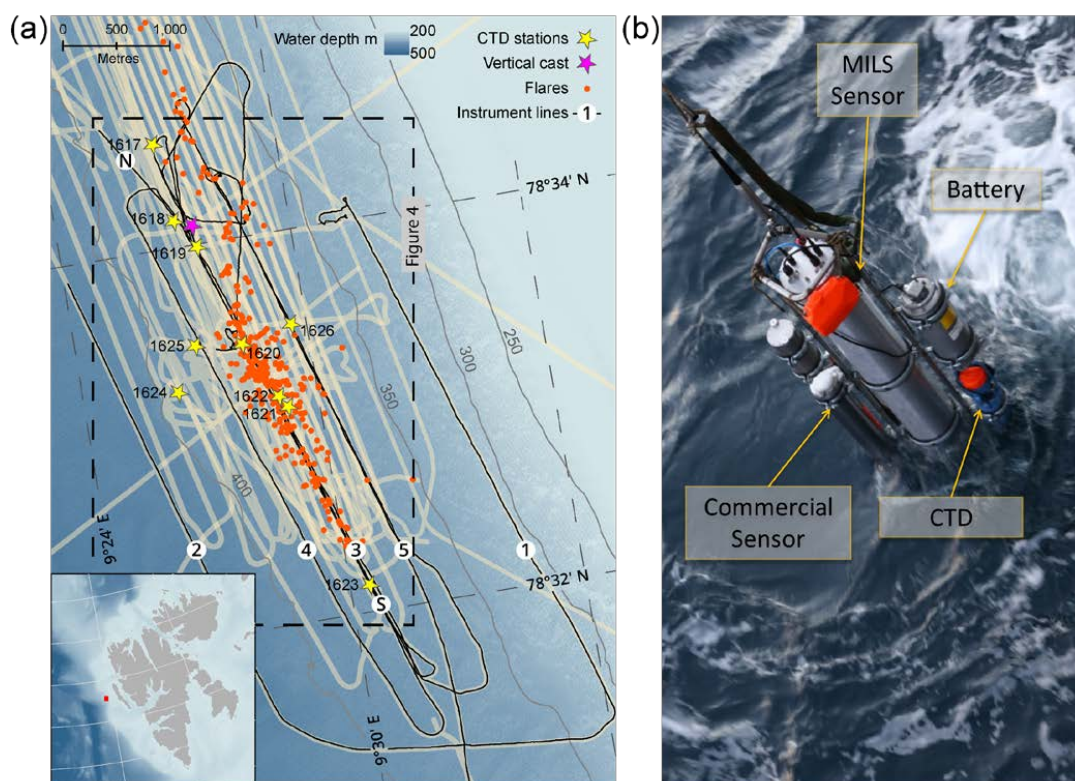 (a)
0 500 1,000
Metres
Water depth m
200
500
CTD stations
Vertical cast
Flares
Instrument lines
1
1617
N
78°34' N
1618
Figure 4
1619
250
1626
300
1625
1620
350
1624
1622
1621
400
9°24' E
2
4
3
5
1
1623
78°32' N
S
9°30' E
(b)
MILS
Sensor
Battery
Commercial
Sensor
CTD